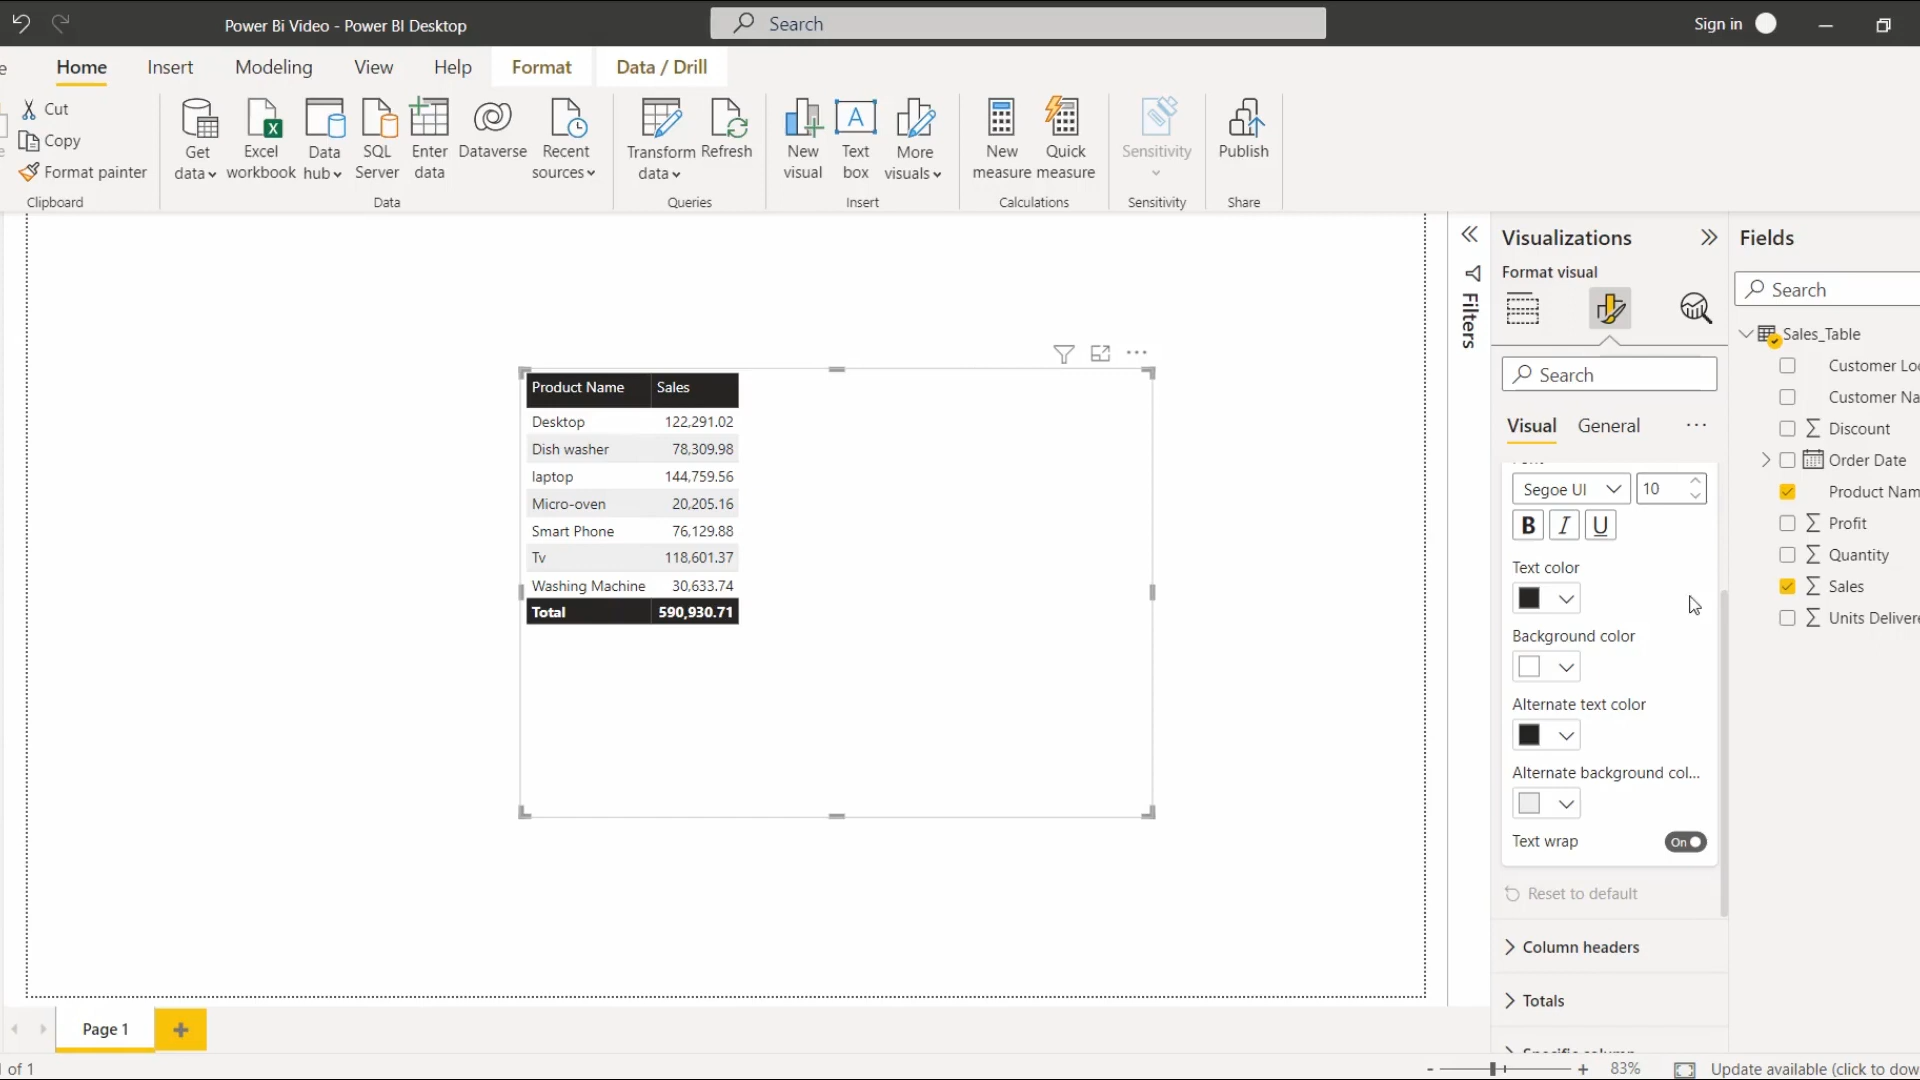 Power Bi Video - Power BI Desktop
Search
Sign in
Home
Insert
Modeling
View
Help
Format
Data / Drill
Cut
Copy
Format painter
Clipboard
Get data
Excel workbook
Data hub
SQL Server
Enter data
Dataverse
Recent sources
Data
Transform data
Refresh
Queries
New visual
Text box
More visuals
Insert
New measure
Quick measure
Calculations
Sensitivity
Sensitivity
Publish
Share
Product Name Sales
Desktop 122,291.02
Dish washer 78,309.98
laptop 144,759.56
Micro-oven 20,205.16
Smart Phone 76,129.88
Tv 118,601.37
Washing Machine 30,633.74
Total 590,930.71
Filters
Visualizations
Format visual
Search
Visual General
Segoe UI 10
B I U
Text color
Background color
Alternate text color
Alternate background col...
Text wrap On
Reset to default
Column headers
Totals
Fields
Search
Sales_Table
Customer Loc
Customer Na
Discount
Order Date
Product Nam
Profit
Quantity
Sales
Units Delivere
Page 1
of 1
- + 83%
Update available (click to dow